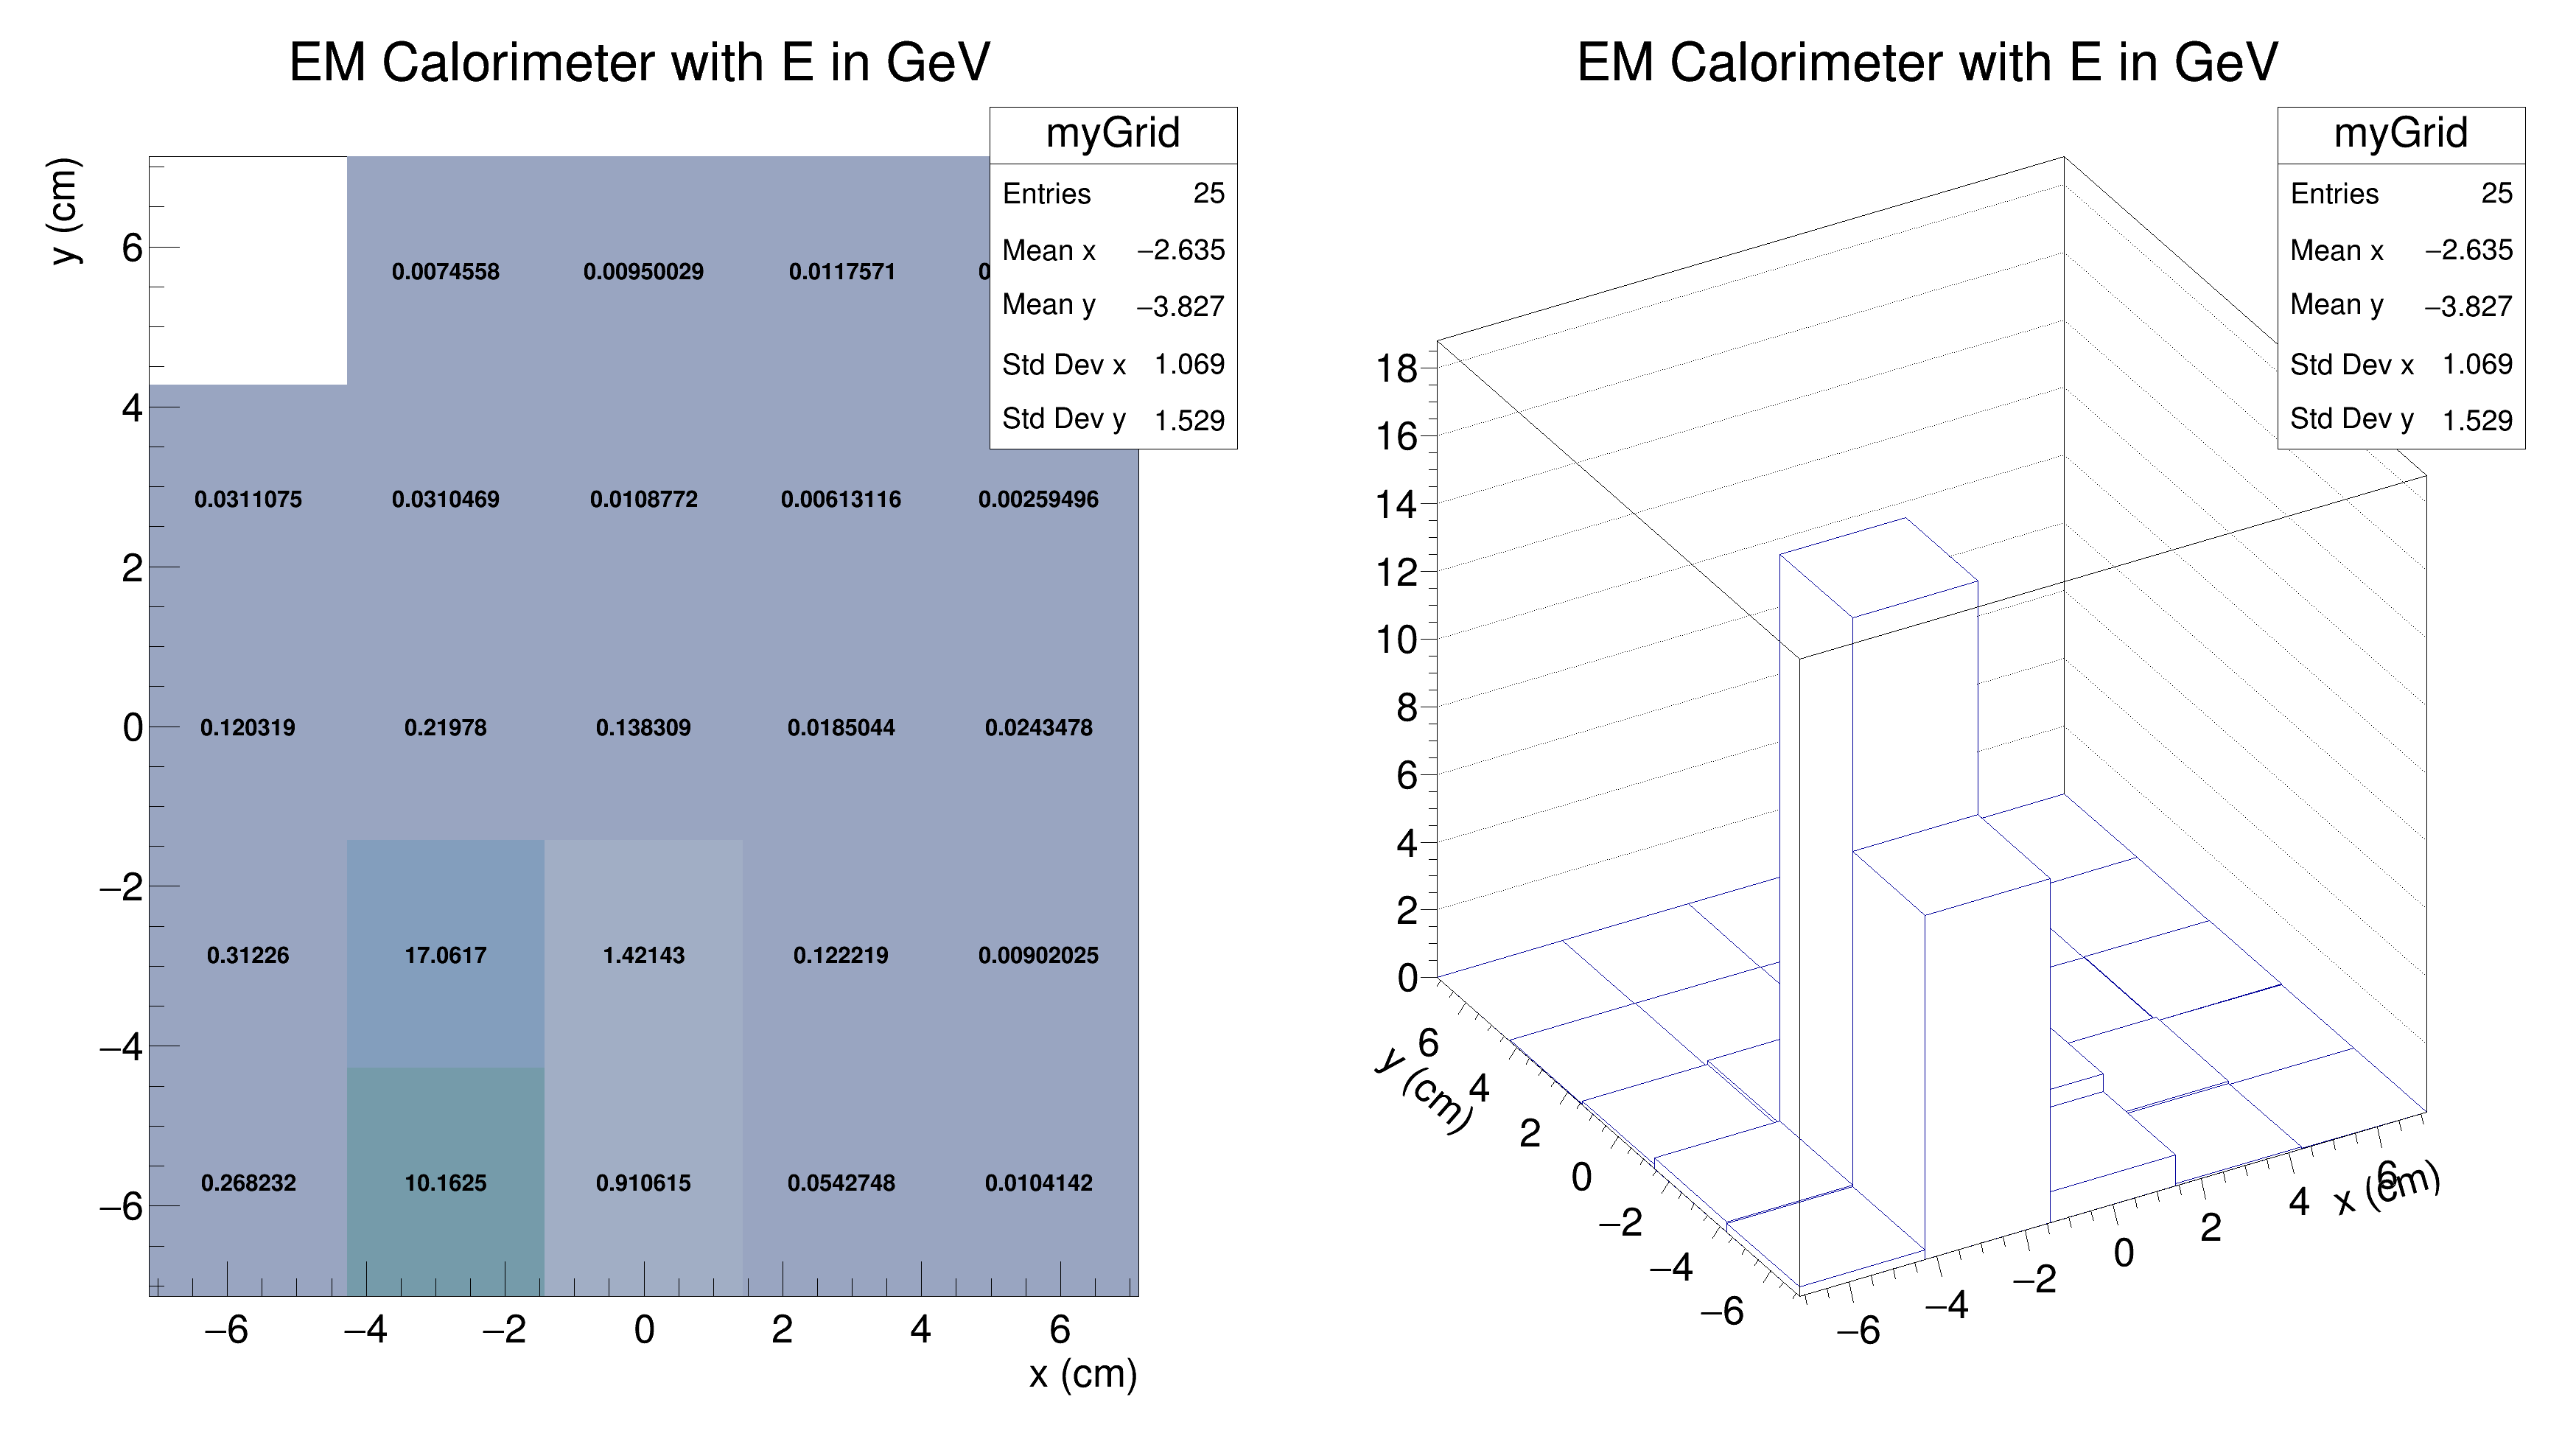 EM Calorimeter with E in GeV
myGrid
Entries 25
Mean x −2.635
Mean y −3.827
Std Dev x 1.069
Std Dev y 1.529
y (cm)
6
4
2
0
−2
−4
−6
0.0074558 0.00950029 0.0117571 0
0.0311075 0.0310469 0.0108772 0.00613116 0.00259496
0.120319 0.21978 0.138309 0.0185044 0.0243478
0.31226 17.0617 1.42143 0.122219 0.00902025
0.268232 10.1625 0.910615 0.0542748 0.0104142
−6 −4 −2 0 2 4 6
x (cm)
EM Calorimeter with E in GeV
myGrid
Entries 25
Mean x −2.635
Mean y −3.827
Std Dev x 1.069
Std Dev y 1.529
18
16
14
12
10
8
6
4
2
0
y (cm)
6
4
2
0
−2
−4
−6
−6 −4 −2 0 2 4 6
x (cm)